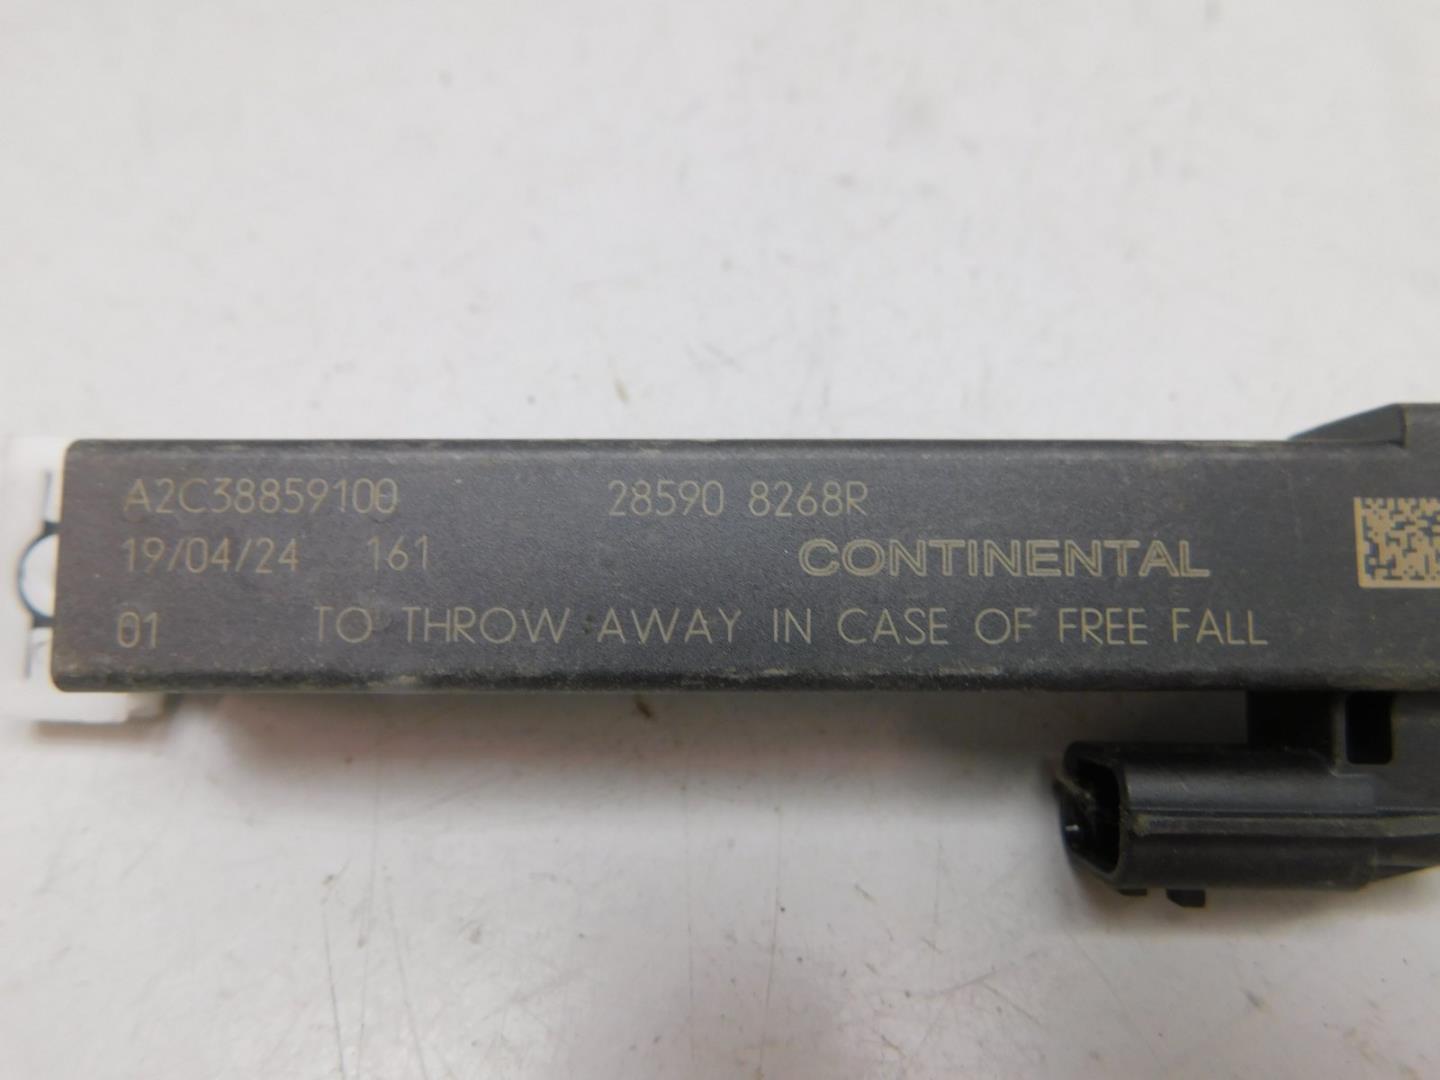 A2C38859100 28590 8268R
19/04/24 161 CONTINENTAL
01 TO THROW AWAY IN CASE OF FREE FALL